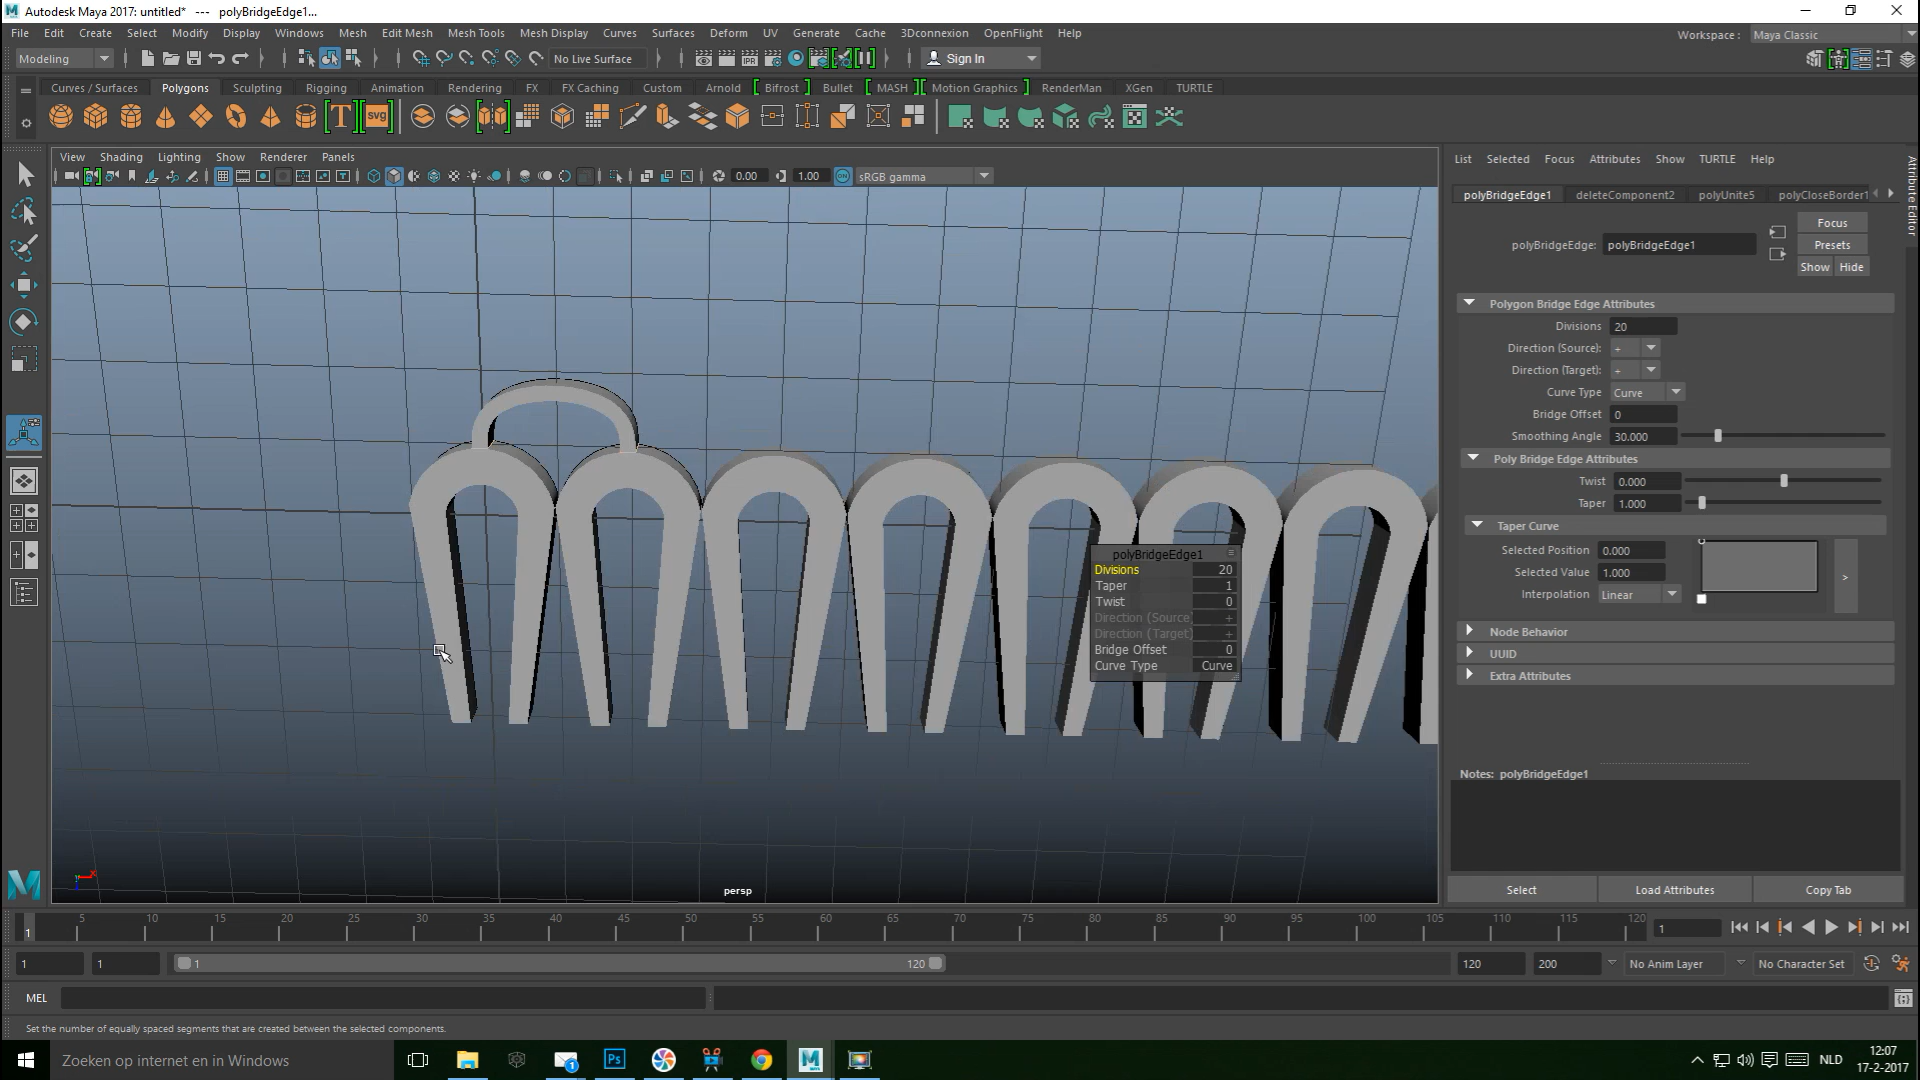 Autodesk Maya 2017: untitled*   ---   polyBridgeEdge1...
File Edit Create Select Modify Display Windows Mesh Edit Mesh Mesh Tools Mesh Display Curves Surfaces Deform UV Generate Cache 3Dconnexion OpenFlight Help
Workspace : Maya Classic
Modeling No Live Surface Sign In
Curves / Surfaces Polygons Sculpting Rigging Animation Rendering FX FX Caching Custom Arnold Bifrost Bullet MASH Motion Graphics RenderMan XGen TURTLE
T svg
View Shading Lighting Show Renderer Panels
IPR
0.00 1.00 ON sRGB gamma
persp
polyBridgeEdge1
Divisions 20
Taper 1
Twist 0
Direction (Source) +
Direction (Target) +
Bridge Offset 0
Curve Type Curve
List Selected Focus Attributes Show TURTLE Help
polyBridgeEdge1 deleteComponent2 polyUnite5 polyCloseBorder1
Attribute Editor
Focus
polyBridgeEdge: polyBridgeEdge1 Presets
Show Hide
Polygon Bridge Edge Attributes
Divisions 20
Direction (Source): +
Direction (Target): +
Curve Type Curve
Bridge Offset 0
Smoothing Angle 30.000
Poly Bridge Edge Attributes
Twist 0.000
Taper 1.000
Taper Curve
Selected Position 0.000
Selected Value 1.000 >
Interpolation Linear
Node Behavior
UUID
Extra Attributes
Notes: polyBridgeEdge1
Select Load Attributes Copy Tab
1 5 10 15 20 25 30 35 40 45 50 55 60 65 70 75 80 85 90 95 100 105 110 115 120 1
1 1 1 120 120 200 No Anim Layer No Character Set
MEL
Set the number of equally spaced segments that are created between the selected components.
Zoeken op internet en in Windows 1 Ps M NLD 12:07
17-2-2017